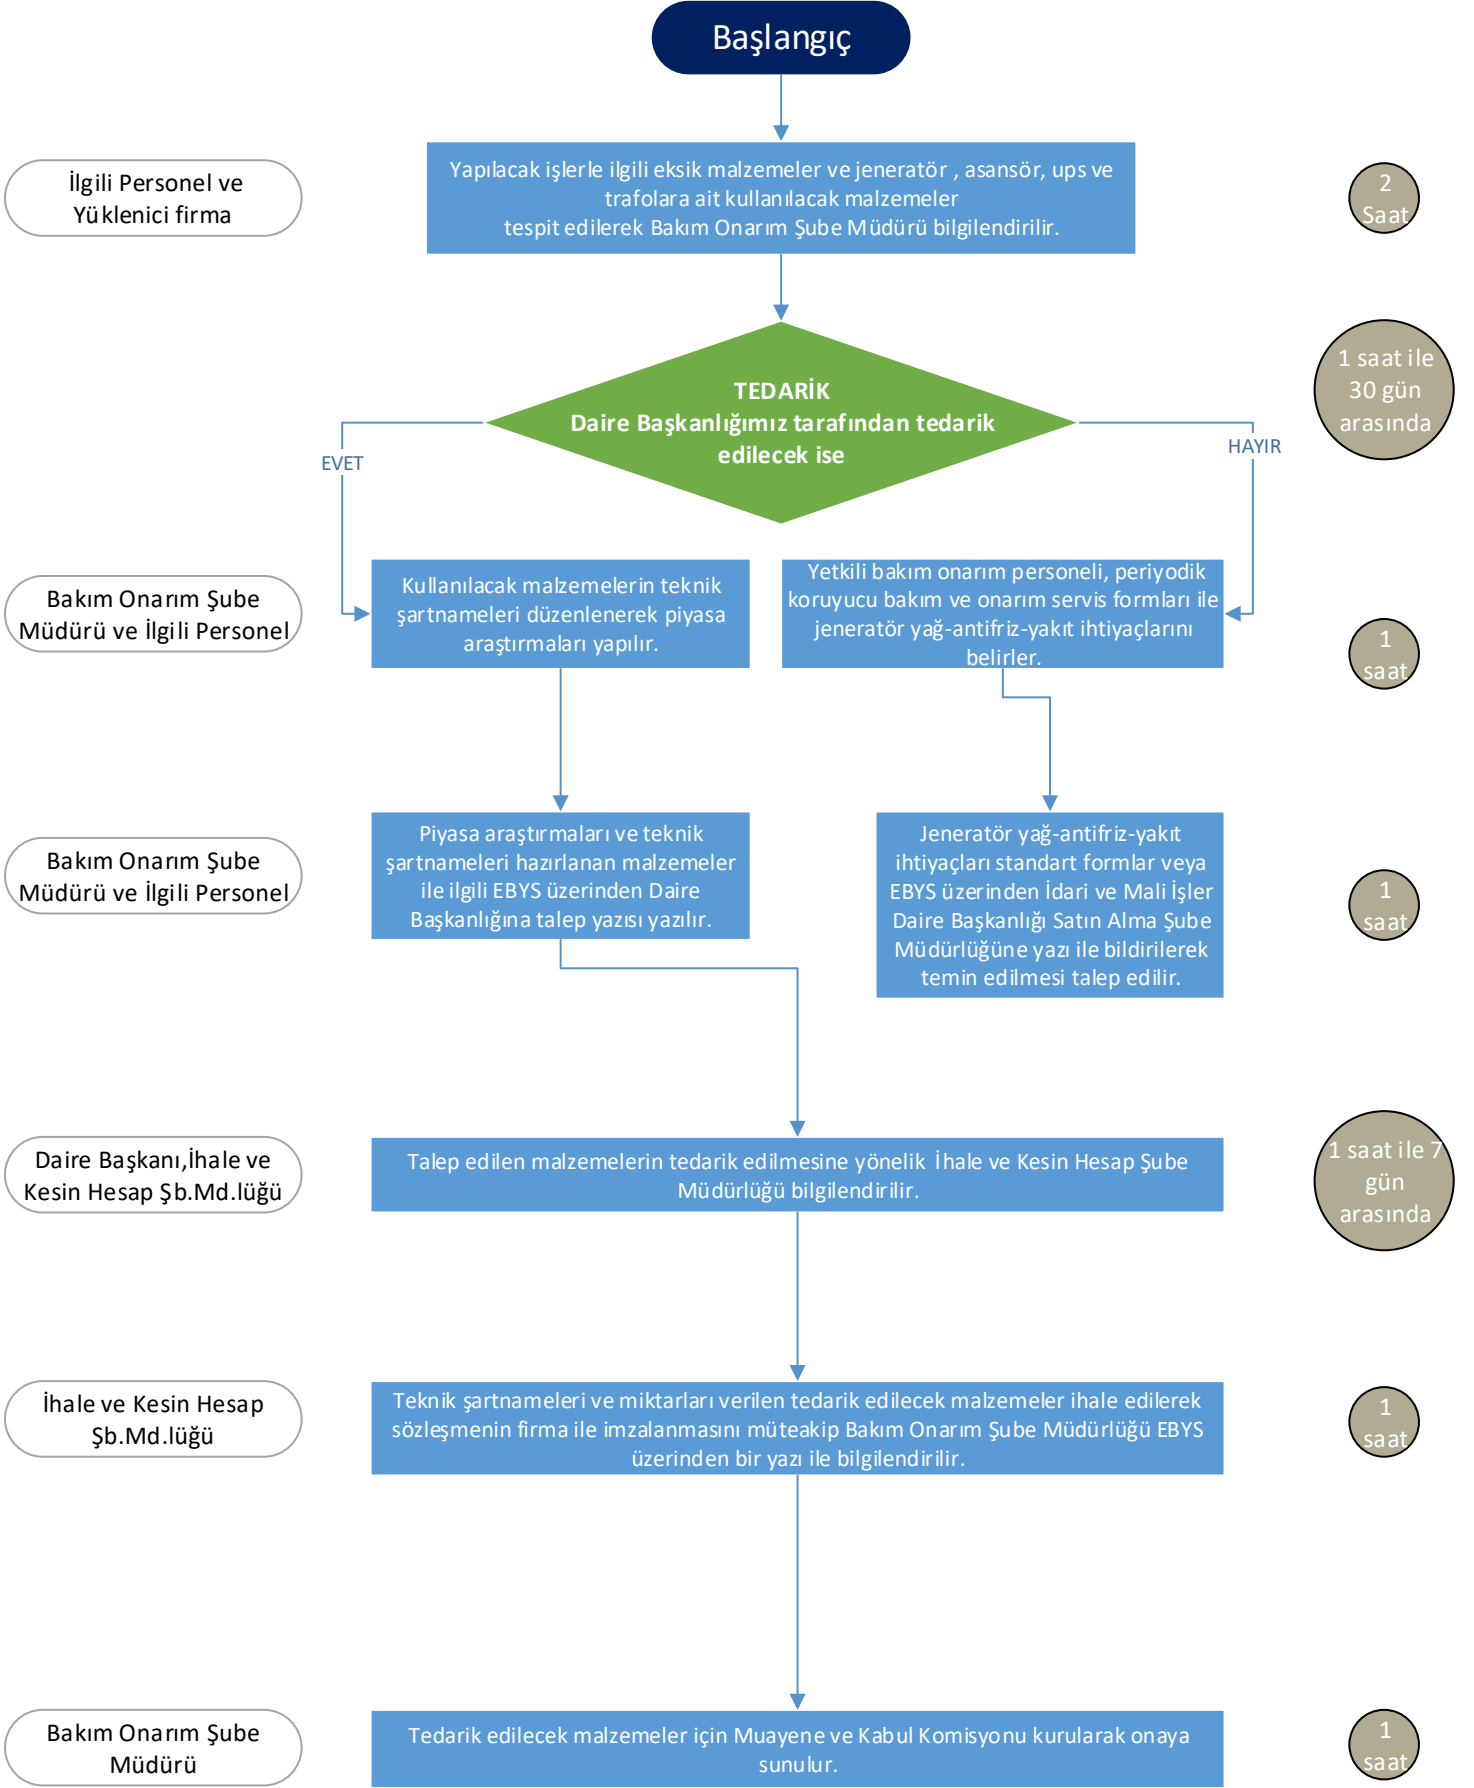 Başlangıç
İlgili Personel ve
Yüklenici firma
Yapılacak işlerle ilgili eksik malzemeler ve jeneratör , asansör, ups ve
trafolara ait kullanılacak malzemeler
tespit edilerek Bakım Onarım Şube Müdürü bilgilendirilir.
2
Saat
TEDARİK
Daire Başkanlığımız tarafından tedarik
edilecek ise
1 saat ile
30 gün
arasında
EVET
HAYIR
Bakım Onarım Şube
Müdürü ve İlgili Personel
Kullanılacak malzemelerin teknik
şartnameleri düzenlenerek piyasa
araştırmaları yapılır.
Yetkili bakım onarım personeli, periyodik
koruyucu bakım ve onarım servis formları ile
jeneratör yağ-antifriz-yakıt ihtiyaçlarını
belirler.
1
saat
Bakım Onarım Şube
Müdürü ve İlgili Personel
Piyasa araştırmaları ve teknik
şartnameleri hazırlanan malzemeler
ile ilgili EBYS üzerinden Daire
Başkanlığına talep yazısı yazılır.
Jeneratör yağ-antifriz-yakıt
ihtiyaçları standart formlar veya
EBYS üzerinden İdari ve Mali İşler
Daire Başkanlığı Satın Alma Şube
Müdürlüğüne yazı ile bildirilerek
temin edilmesi talep edilir.
1
saat
Daire Başkanı,İhale ve
Kesin Hesap Şb.Md.lüğü
Talep edilen malzemelerin tedarik edilmesine yönelik İhale ve Kesin Hesap Şube
Müdürlüğü bilgilendirilir.
1 saat ile 7
gün
arasında
İhale ve Kesin Hesap
Şb.Md.lüğü
Teknik şartnameleri ve miktarları verilen tedarik edilecek malzemeler ihale edilerek
sözleşmenin firma ile imzalanmasını müteakip Bakım Onarım Şube Müdürlüğü EBYS
üzerinden bir yazı ile bilgilendirilir.
1
saat
Bakım Onarım Şube
Müdürü
Tedarik edilecek malzemeler için Muayene ve Kabul Komisyonu kurularak onaya
sunulur.
1
saat